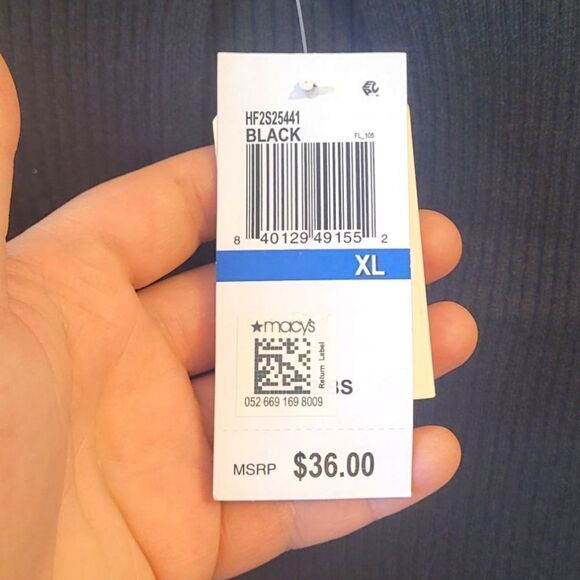 HF2S25441
BLACK
FL_105
8 40129 49155 2
XL
★macy's
Return Label
052 669 169 8009
MSRP $36.00